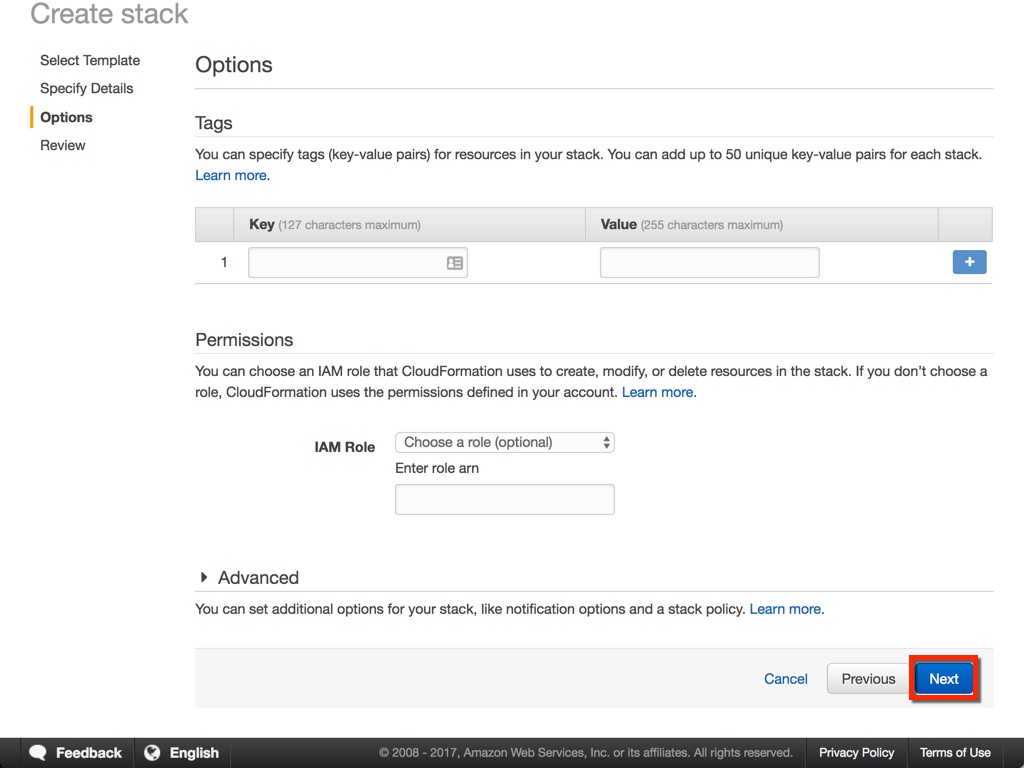 Create stack
Select Template
Specify Details
Options
Review
Options
Tags
You can specify tags (key-value pairs) for resources in your stack. You can add up to 50 unique key-value pairs for each stack.
Learn more.
Key (127 characters maximum)
Value (255 characters maximum)
1
+
Permissions
You can choose an IAM role that CloudFormation uses to create, modify, or delete resources in the stack. If you don't choose a
role, CloudFormation uses the permissions defined in your account. Learn more.
IAM Role
Choose a role (optional)
Enter role arn
Advanced
You can set additional options for your stack, like notification options and a stack policy. Learn more.
Cancel
Previous
Next
Feedback
English
© 2008 - 2017, Amazon Web Services, Inc. or its affiliates. All rights reserved.
Privacy Policy
Terms of Use